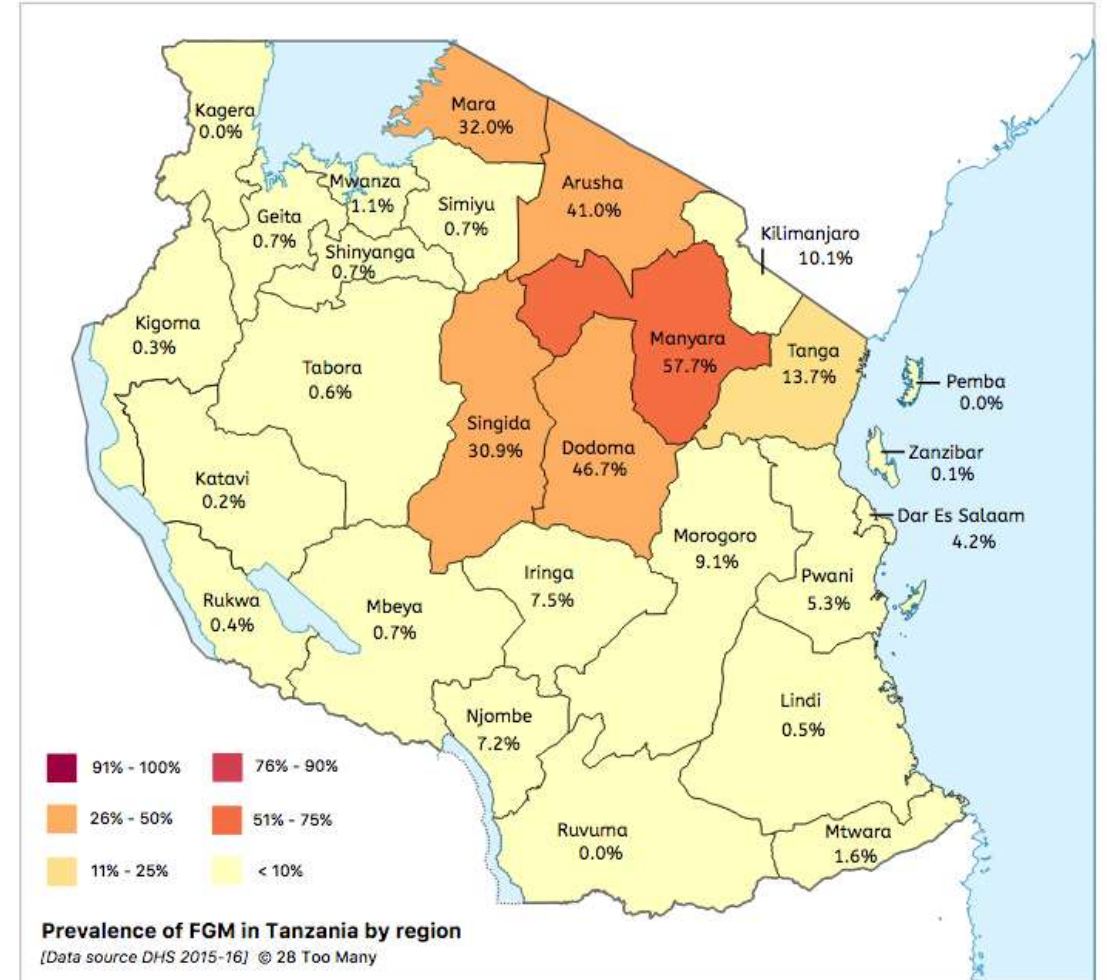 Kagera
0.0%
Mara
32.0%
Mwanza
1.1%
Arusha
41.0%
Simiyu
0.7%
Geita
0.7%
Kilimanjaro
10.1%
Shinyanga
0.7%
Kigoma
0.3%
Manyara
57.7%
Tanga
13.7%
Tabora
0.6%
Pemba
0.0%
Singida
30.9%
Dodoma
46.7%
Zanzibar
0.1%
Katavi
0.2%
Dar Es Salaam
4.2%
Morogoro
9.1%
Iringa
7.5%
Pwani
5.3%
Rukwa
0.4%
Mbeya
0.7%
Lindi
0.5%
Njombe
7.2%
Ruvuma
0.0%
Mtwara
1.6%
91% - 100%
76% - 90%
26% - 50%
51% - 75%
11% - 25%
< 10%
Prevalence of FGM in Tanzania by region
[Data source DHS 2015-16] © 28 Too Many